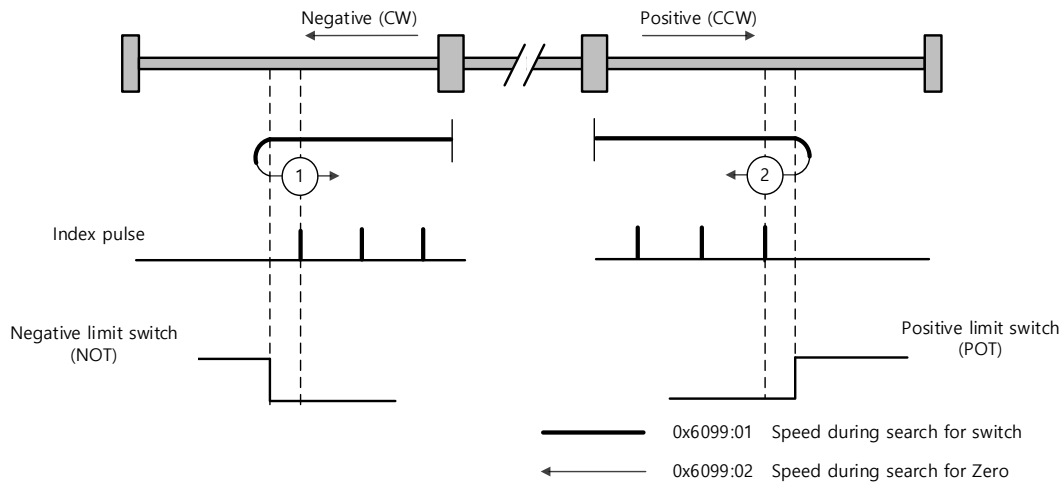 Negative (CW)
Positive (CCW)
1
2
Index pulse
Negative limit switch
(NOT)
Positive limit switch
(POT)
0x6099:01 Speed during search for switch
0x6099:02 Speed during search for Zero